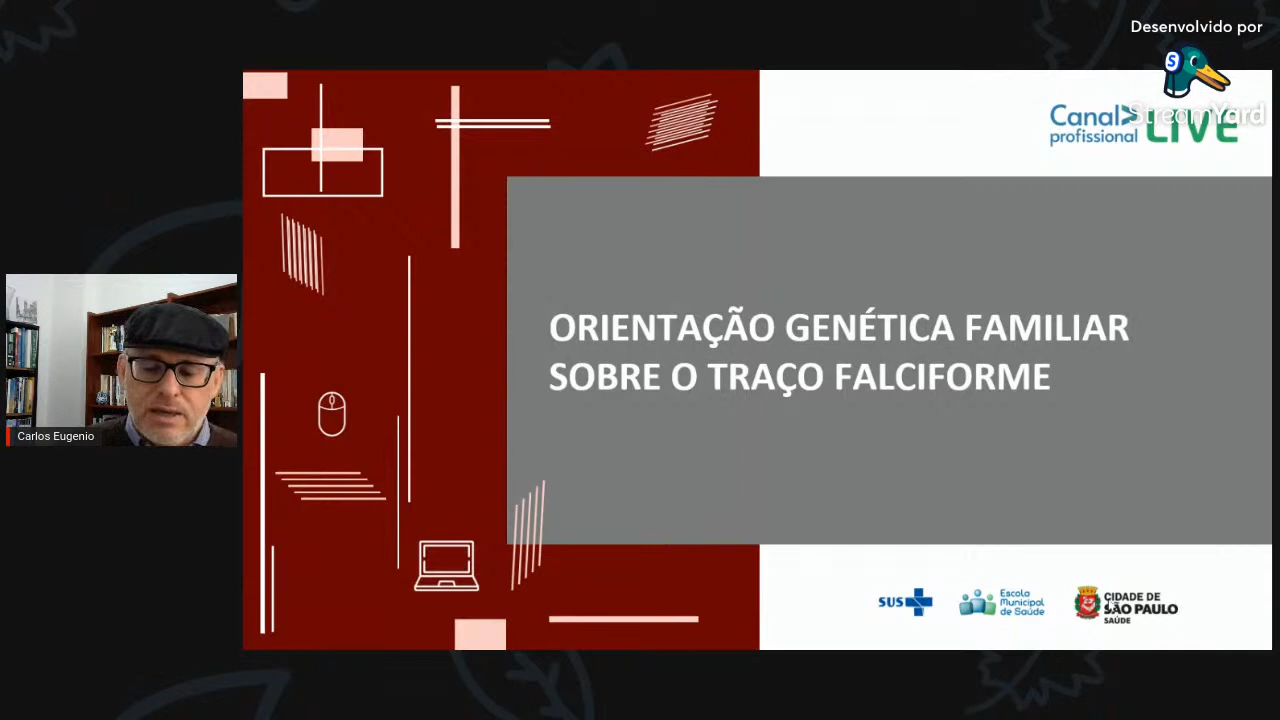 Desenvolvido por
StreamYard
Canal
profissional
LIVE
ORIENTAÇÃO GENÉTICA FAMILIAR
SOBRE O TRAÇO FALCIFORME
Carlos Eugenio
SUS
Escola
Municipal
de Saúde
CIDADE DE
SÃO PAULO
SAÚDE